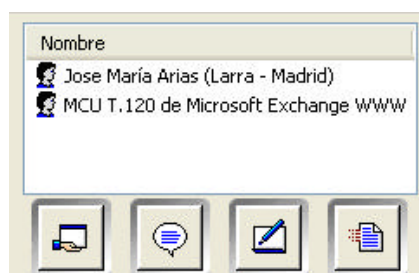 Nombre
Jose María Arias (Larra - Madrid)
MCU T.120 de Microsoft Exchange WWW